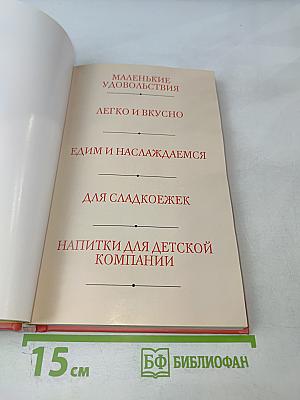 МАЛЕНЬКИЕ
УДОВОЛЬСТВИЯ
ЛЕГКО И ВКУСНО
ЕДИМ И НАСЛАЖДАЕМСЯ
ДЛЯ СЛАДКОЕЖЕК
НАПИТКИ ДЛЯ ДЕТСКОЙ
КОМПАНИИ
15 см
БФ БИБЛИОФАН